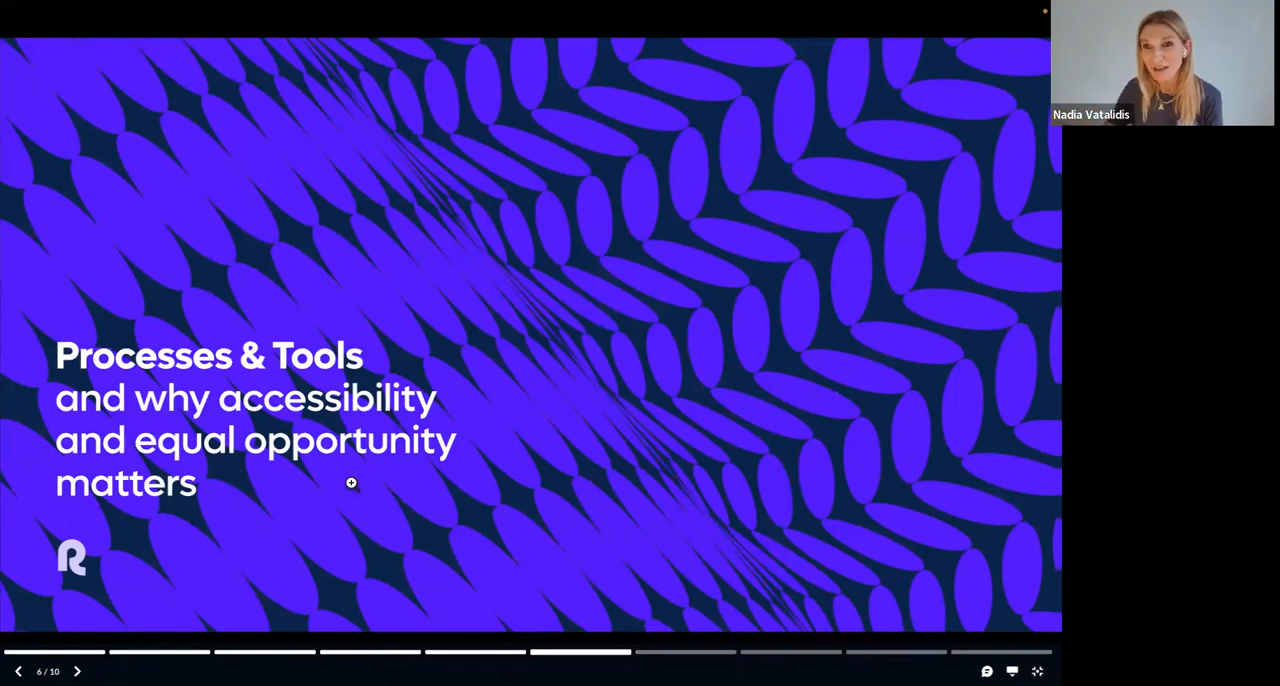 Nadia Vatalidis
Processes & Tools
and why accessibility
and equal opportunity
matters
R
6 / 10